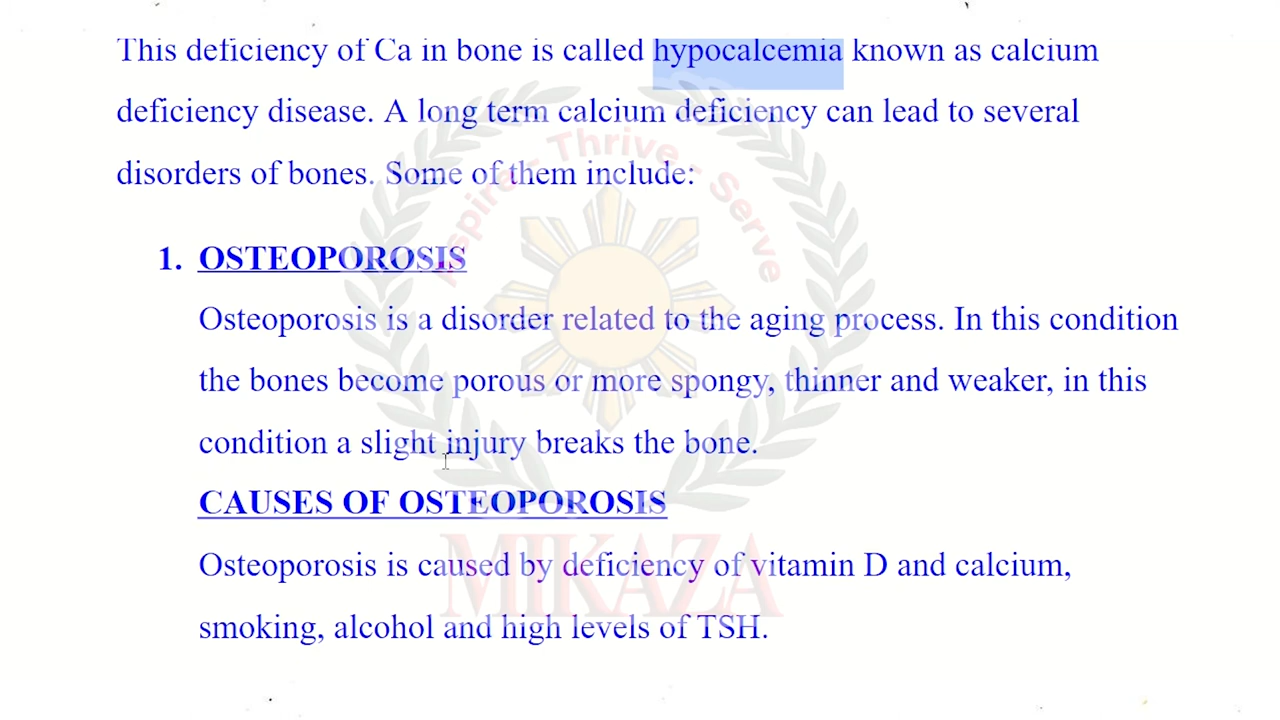 This deficiency of Ca in bone is called hypocalcemia known as calcium
deficiency disease. A long term calcium deficiency can lead to several
disorders of bones. Some of them include:
1. OSTEOPOROSIS
Osteoporosis is a disorder related to the aging process. In this condition
the bones become porous or more spongy, thinner and weaker, in this
condition a slight injury breaks the bone.
CAUSES OF OSTEOPOROSIS
Osteoporosis is caused by deficiency of vitamin D and calcium,
smoking, alcohol and high levels of TSH.
Aspire - Thrive - Serve
MIKAZA